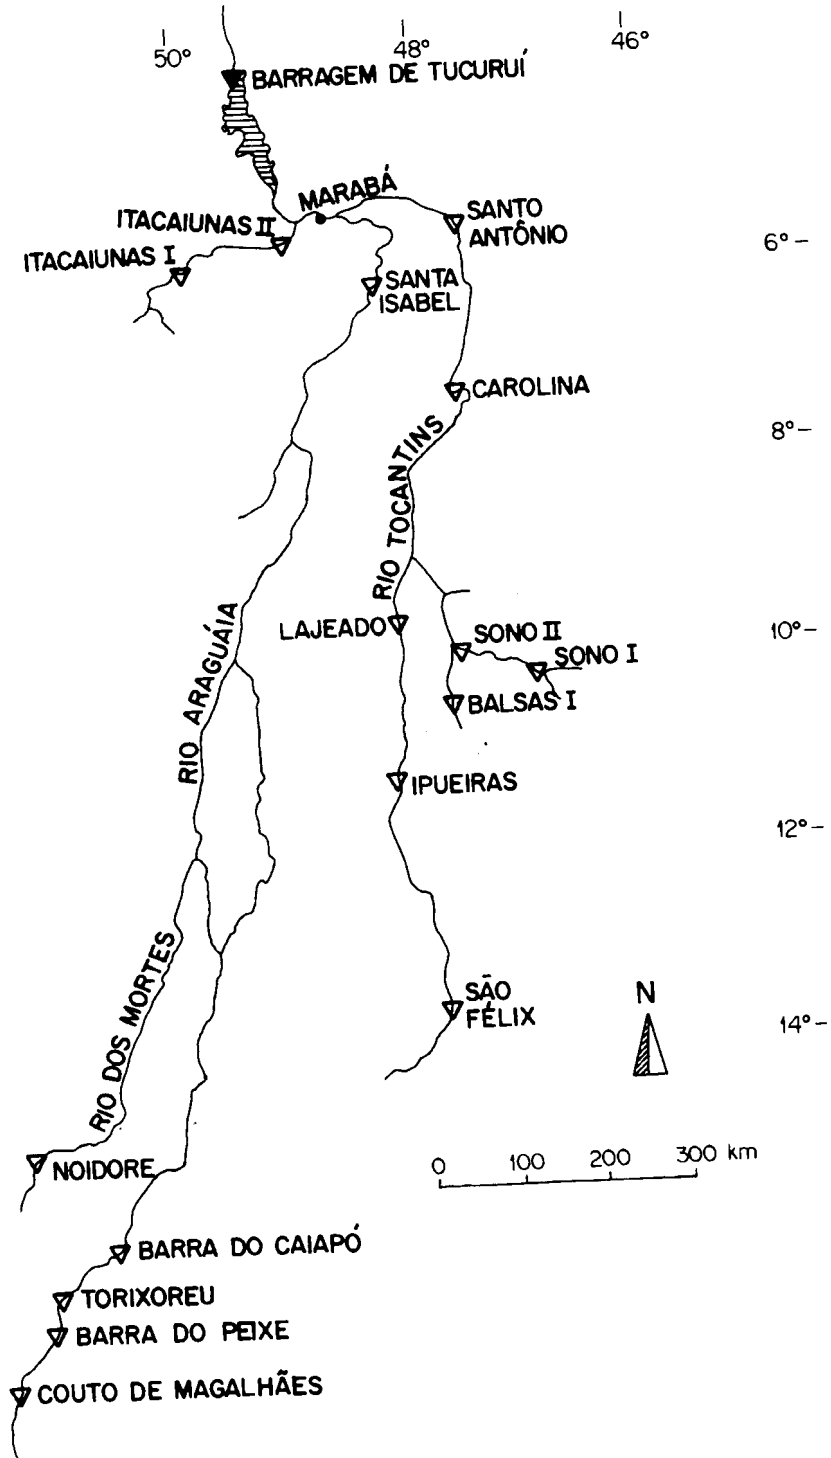 50°
48°
46°
BARRAGEM DE TUCURUÍ
MARABÁ
SANTO
ANTÔNIO
ITACAIUNAS II
ITACAIUNAS I
6°
SANTA
ISABEL
CAROLINA
8°
RIO TOCANTINS
RIO ARAGUÁIA
LAJEADO
SONO II
10°
SONO I
BALSAS I
IPUEIRAS
12°
RIO DOS MORTES
SÃO
FÉLIX
N
14°
NOIDORE
0 100 200 300 km
BARRA DO CAIAPÓ
TORIXOREU
BARRA DO PEIXE
COUTO DE MAGALHÃES